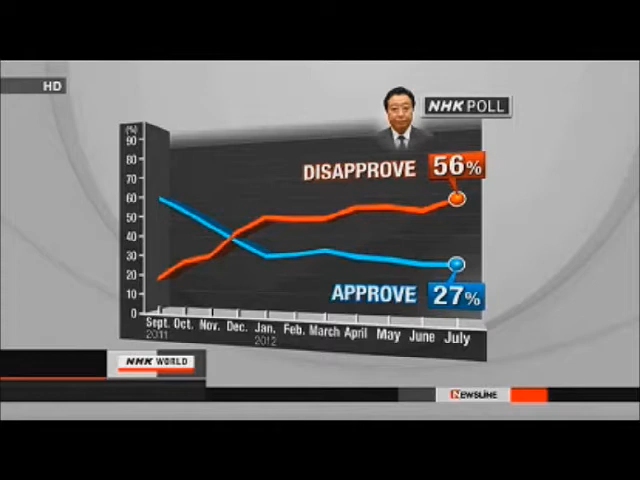 HD
NHK POLL
(%)
90
80
70
60
50
40
30
20
10
0
DISAPPROVE 56%
APPROVE 27%
Sept. Oct. Nov. Dec. Jan. Feb. March April May June July
2011 2012
NHK WORLD
NEWSLINE